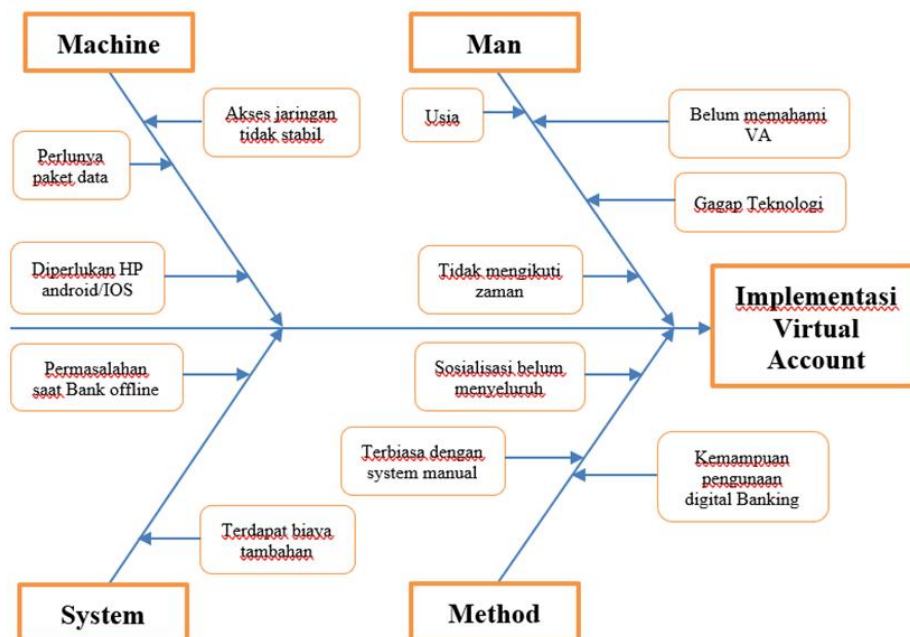 Machine
Man
Akses jaringan
tidak stabil
Usia
Belum memahami
VA
Perlunya
paket data
Gagap Teknologi
Diperlukan HP
android/IOS
Tidak mengikuti
zaman
Implementasi
Virtual
Account
Permasalahan
saat Bank offline
Sosialisasi belum
menyeluruh
Terbiasa dengan
system manual
Kemampuan
pengunaan
digital Banking
Terdapat biaya
tambahan
System
Method